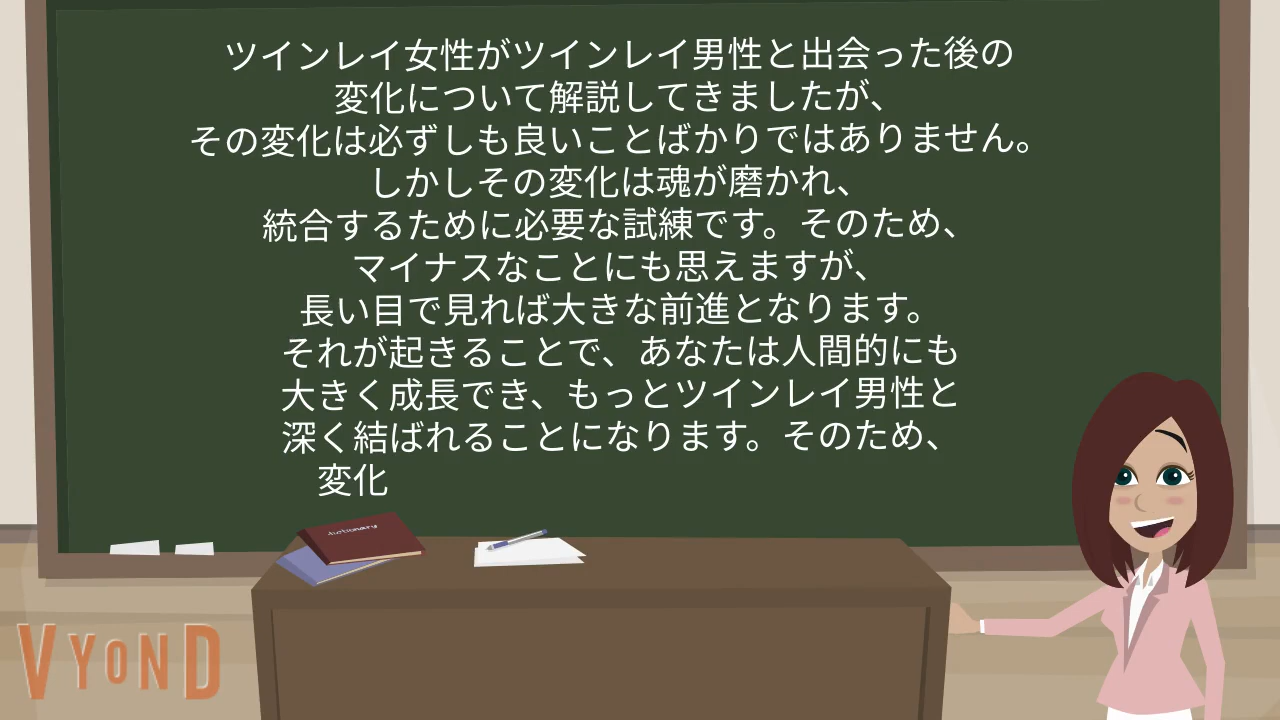 ツインレイ女性がツインレイ男性と出会った後の
変化について解説してきましたが、
その変化は必ずしも良いことばかりではありません。
しかしその変化は魂が磨かれ、
統合するために必要な試練です。そのため、
マイナスなことにも思えますが、
長い目で見れば大きな前進となります。
それが起きることで、あなたは人間的にも
大きく成長でき、もっとツインレイ男性と
深く結ばれることになります。そのため、
変化
dictionary
VYOND